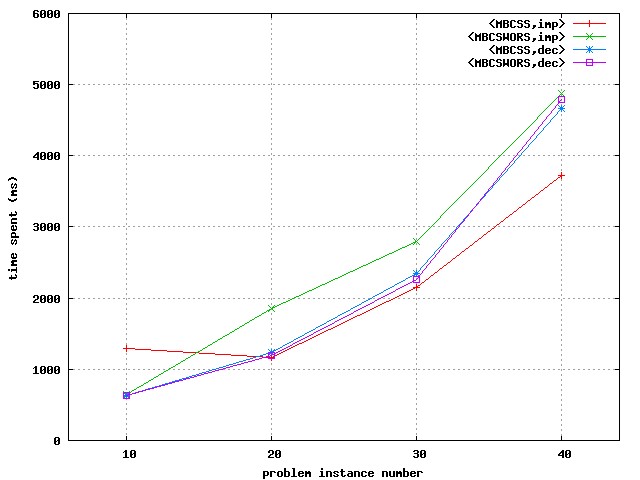 6000
5000
4000
3000
2000
1000
0
time spent (ms)
<MBCSS,imp>
<MBCSWORS,imp>
<MBCSS,dec>
<MBCSWORS,dec>
10
20
30
40
problem instance number